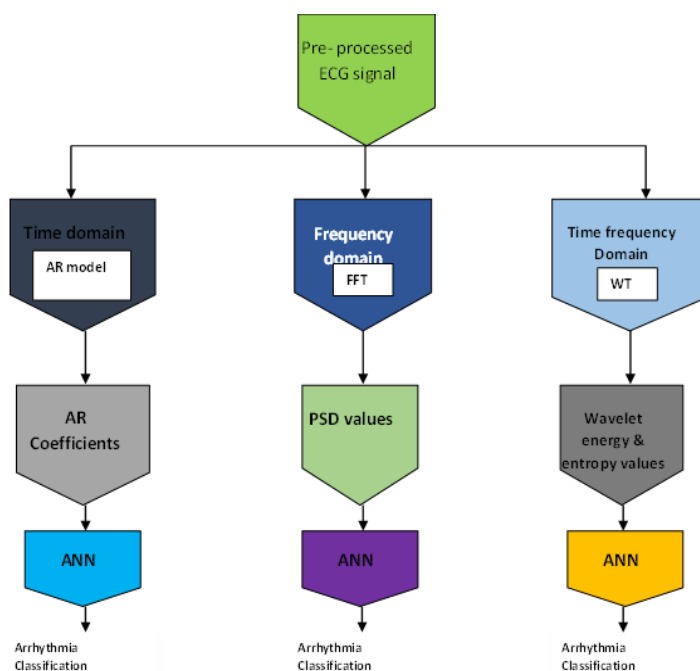 Pre- processed
ECG signal
Time domain
AR model
Frequency
domain
FFT
Time frequency
Domain
WT
AR
Coefficients
PSD values
Wavelet
energy &
entropy values
ANN
ANN
ANN
Arrhythmia
Classification
Arrhythmia
Classification
Arrhythmia
Classification